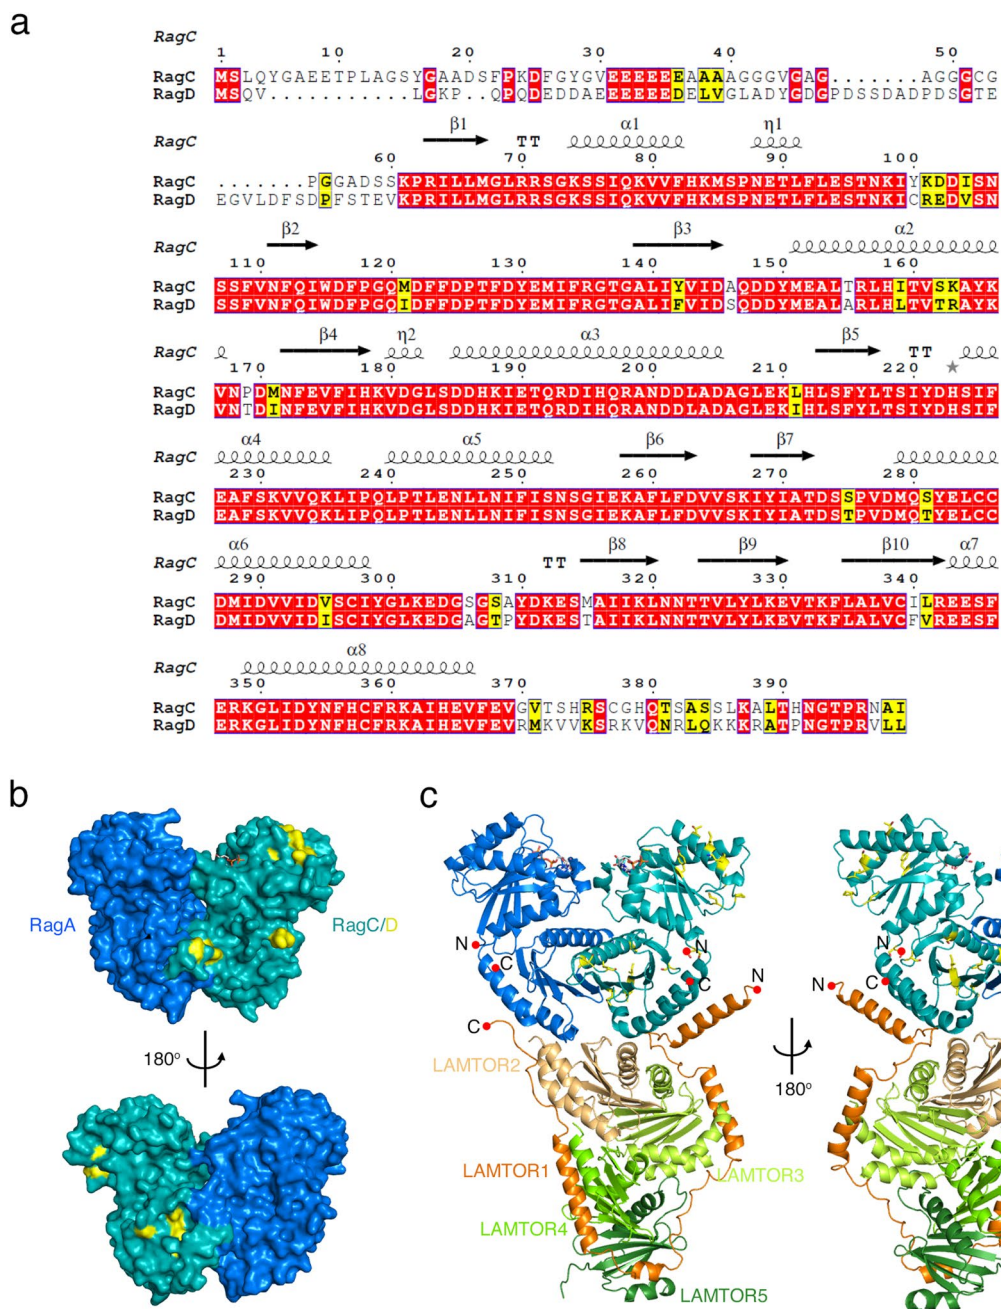 a
RagC
1 10 20 30 40 50
RagC MSLQYGAEETPLAGSYGAADSFPKDFGYGVEEEEEEAAAAGGGVGAG.......AGGGCG
RagD MSQV...........LGKP..QPQDEDDAEEEEEEDELVGLADYGDGPDSSDADPDSGTE
β1 TT α1 η1
RagC
60 70 80 90 100
RagC .......PGGADSSKPRILLMGLRRSGKSSIQKVVFHKMSPNETLFLESTNKIYKDDISN
RagD EGVLDFSDPFSTEVKPRILLMGLRRSGKSSIQKVVFHKMSPNETLFLESTNKICREDVSN
β2 β3 α2
RagC
110 120 130 140 150 160
RagC SSFVNFQIWDFPGQMDFFDPTFDYEMIFRGTGALIYVIDAQDDYMEALTRLHITVSKAYK
RagD SSFVNFQIWDFPGQIDFFDPTFDYEMIFRGTGALIFVIDSQDDYMEALARLHLTVTKAYK
β4 η2 α3 β5 TT
RagC
170 180 190 200 210 220 ★
RagC VNPDMNFEVFIHKVDGLSDDHKIETQRDIHQRANDDLADAGLEKLHLSFYLTSIYDHSIF
RagD VNTDINFEVFIHKVDGLSDDHKIETQRDIHQRANDDLADAGLEKIHLSFYLTSIYDHSIF
α4 α5 β6 β7
RagC
230 240 250 260 270 280
RagC EAFSKVVQKLIPQLPTLENLLNIFISNSGIEKAFLFDVVSKIYIATDSSPVDMQSYELCC
RagD EAFSKVVQKLIPQLPTLENLLNIFISNSGIEKAFLFDVVSKIYIATDSTPVDMQTYELCC
α6 TT β8 β9 β10 α7
RagC
290 300 310 320 330 340
RagC DMIDVVIDVSCIYGLKEDGSGSAYDKESMAIIKLNNTTVLYLKEVTKFLALVCILREESF
RagD DMIDVVIDISCIYGLKEDGAGTPYDKESTAIIKLNNTTVLYLKEVTKFLALVCFVREESF
α8
RagC
350 360 370 380 390
RagC ERKGLIDYNFHCFRKAIHEVFEVGVTSHRSCGHQTSASSLKALTHNGTPRNAI
RagD ERKGLIDYNFHCFRKAIHEVFEVRMKVVKSRKVQNRLQKKKRATPNGTPRVLL
b
RagA
RagC/D
180°
c
N
C
N
C
N
C
LAMTOR2
LAMTOR1
LAMTOR3
LAMTOR4
LAMTOR5
180°
N
C
N